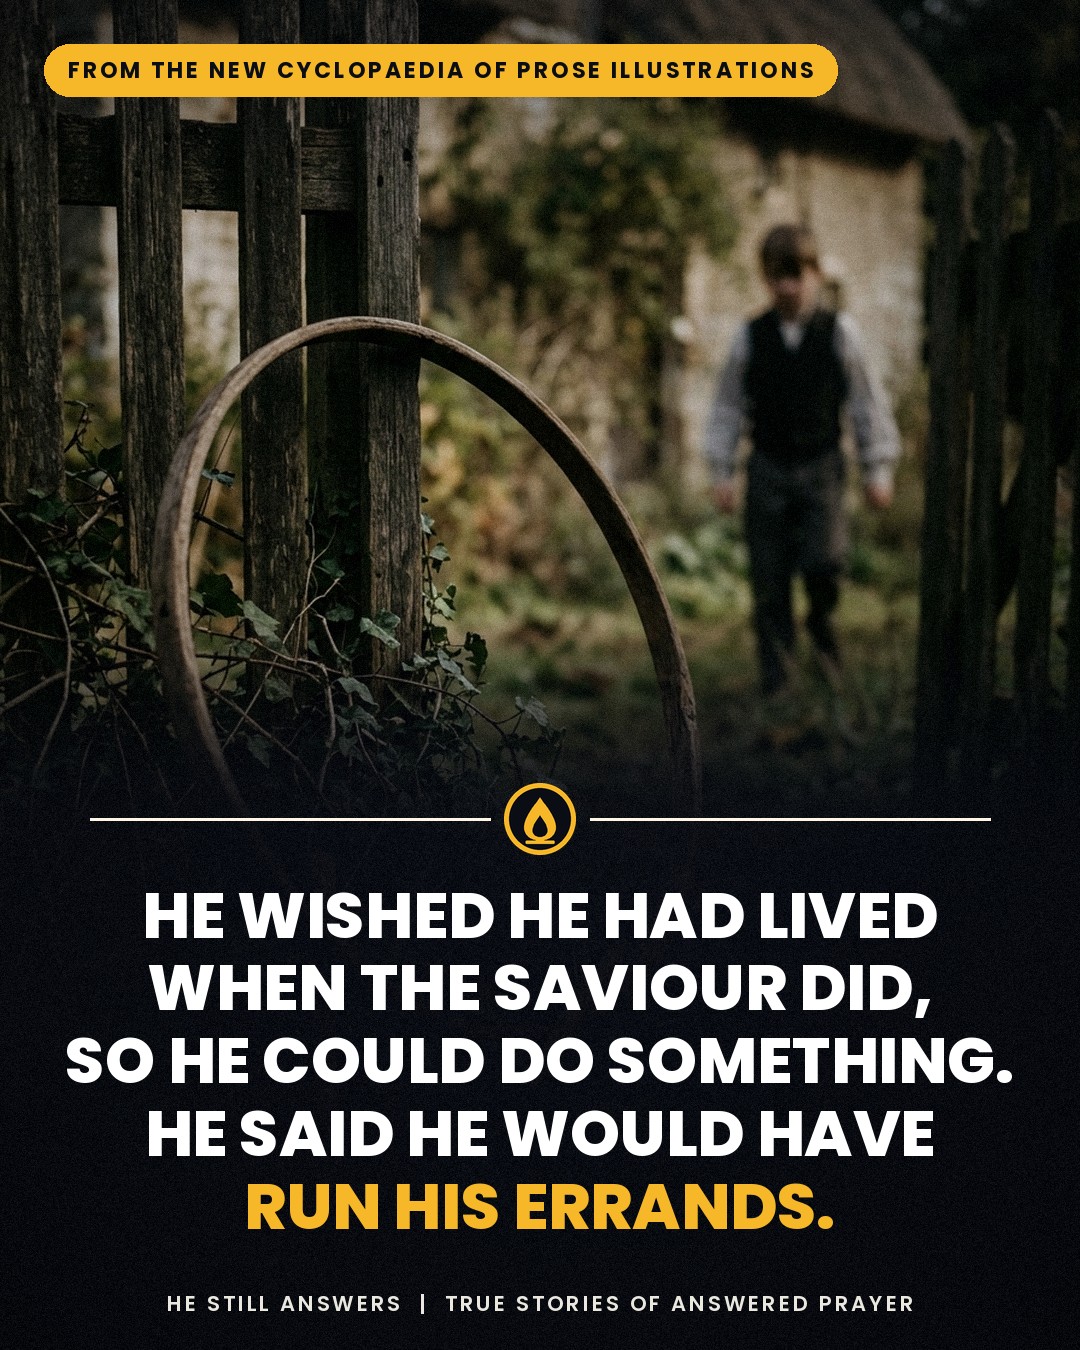 FROM THE NEW CYCLOPAEDIA OF PROSE ILLUSTRATIONS
HE WISHED HE HAD LIVED
WHEN THE SAVIOUR DID,
SO HE COULD DO SOMETHING.
HE SAID HE WOULD HAVE
RUN HIS ERRANDS.
HE STILL ANSWERS | TRUE STORIES OF ANSWERED PRAYER